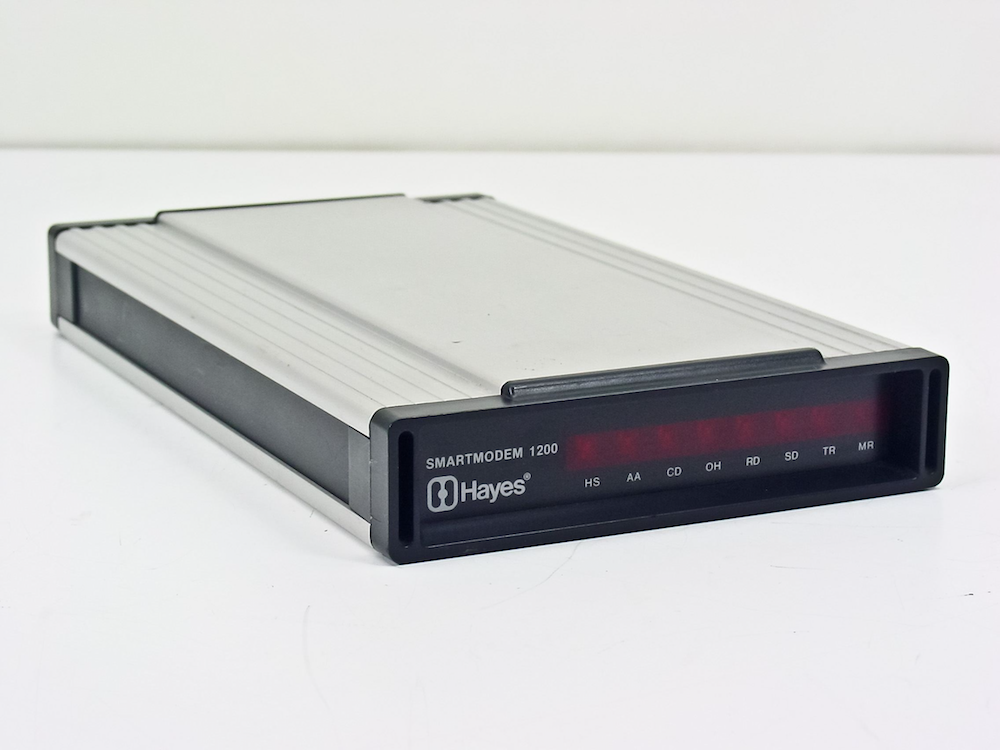 SMARTMODEM 1200
Hayes®
HS AA CD OH RD SD TR MR